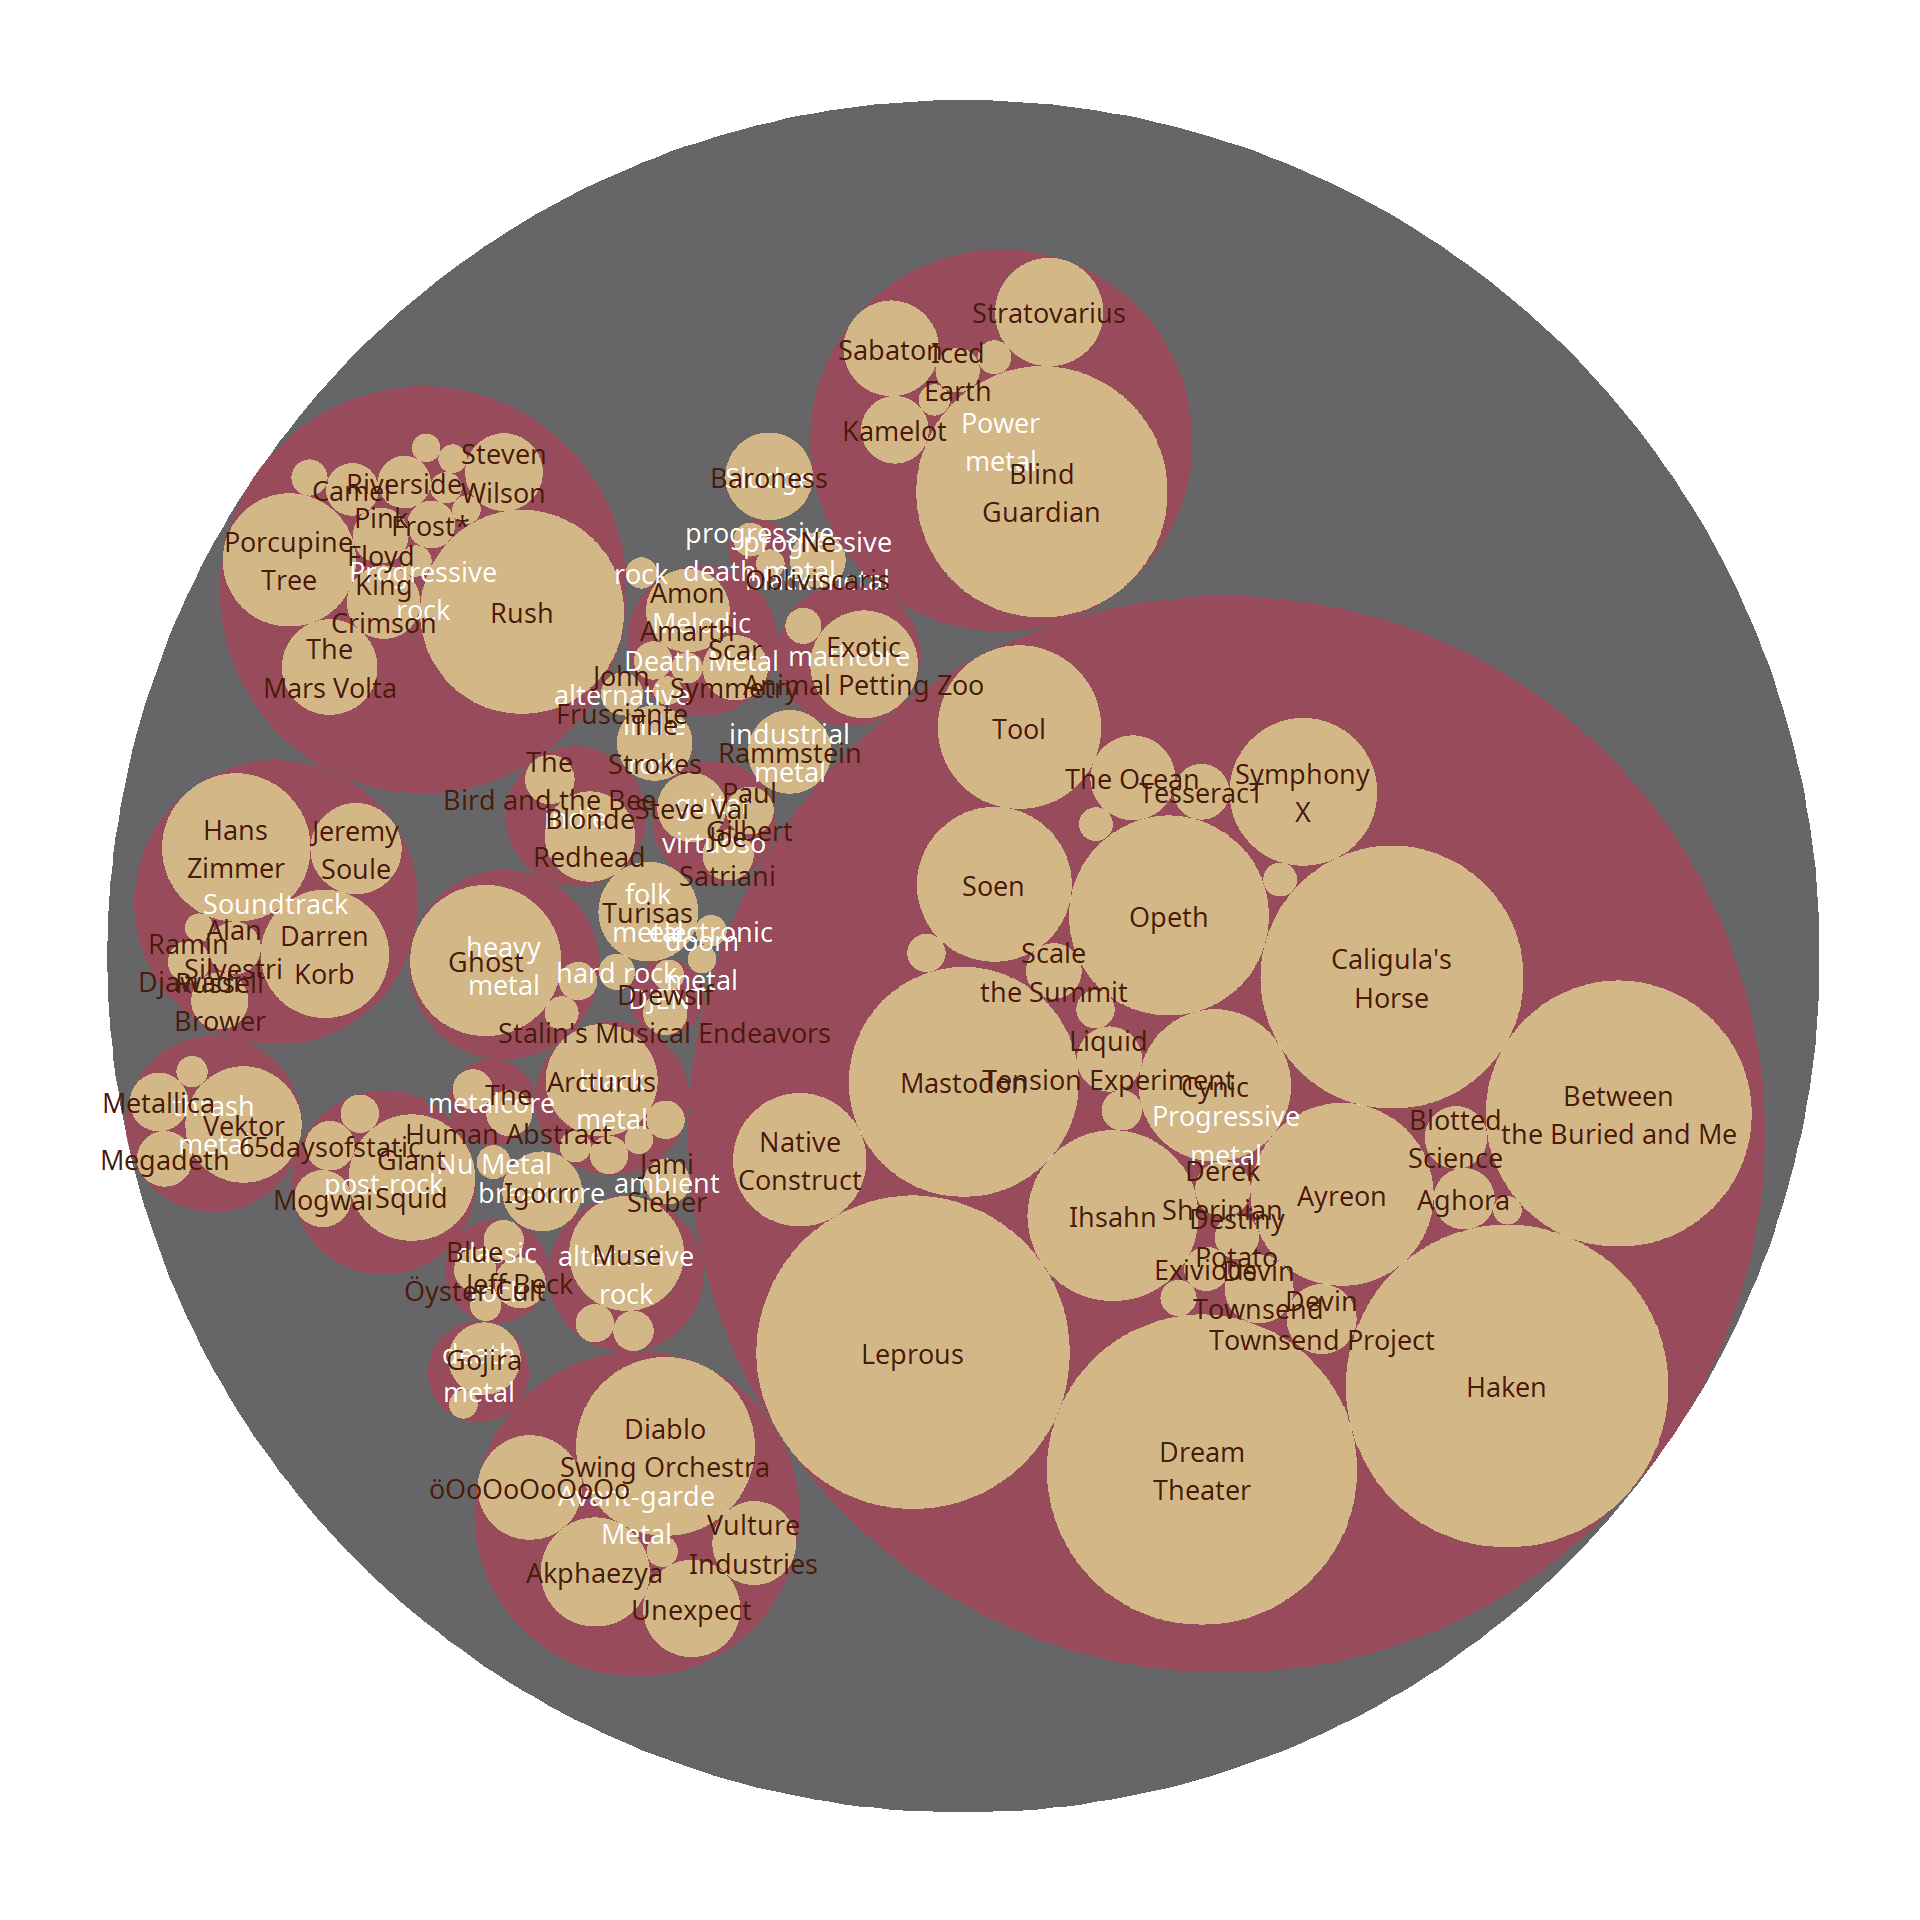 Stratovarius
Sabaton
Iced
Earth
Kamelot
Power
metal
Blind
Guardian
Steven
Wilson
Camel
Riverside
Pink
Floyd
Frost*
Porcupine
Tree
King
Crimson
Progressive
rock
Rush
The
Mars Volta
Baroness
progressive
death metal
progressive
metal
Ne
Obliviscaris
rock
Amon
Amarth
Melodic
Death Metal
Scar
Symmetry
mathcore
Exotic
Animal Petting Zoo
John
Frusciante
alternative
The
Strokes
industrial
metal
Rammstein
The
Bird and the Bee
Blonde
Redhead
Steve Vai
Paul
Gilbert
Joe
Satriani
virtuoso
Tool
The Ocean
TesseracT
Symphony
X
Hans
Zimmer
Jeremy
Soule
Soundtrack
Alan
Silvestri
Darren
Korb
Ramin
Djawadi
Russell
Brower
heavy
metal
Ghost
folk
metal
Turisas
electronic
doom
metal
hard rock
Drewsif
Stalin's Musical Endeavors
Soen
Opeth
Scale
the Summit
Caligula's
Horse
Mastodon
Liquid
Tension Experiment
Cynic
Progressive
metal
Between
the Buried and Me
Blotted
Science
Metallica
thrash
metal
Vektor
Megadeth
metalcore
The
Human Abstract
Arcturus
black
metal
65daysofstatic
Giant
Squid
Mogwai
post-rock
Nu Metal
breakcore
Igorrr
Jami
Sieber
ambient
Native
Construct
Ihsahn
Derek
Sherinian
Ayreon
Aghora
Destiny
Potato
Exivious
Devin
Townsend
Devin
Townsend Project
Blue
Öyster Cult
classic
rock
Jeff Beck
alternative
rock
Muse
Leprous
Haken
Dream
Theater
death
metal
Gojira
Diablo
Swing Orchestra
öOoOoOoOoOo
Avant-garde
Metal
Vulture
Industries
Akphaezya
Unexpect